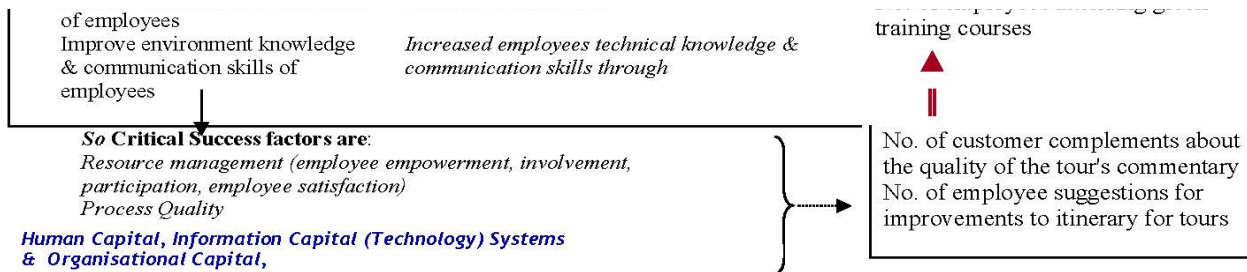 of employees
Improve environment knowledge
& communication skills of
employees
Increased employees technical knowledge &
communication skills through
training courses
So Critical Success factors are:
Resource management (employee empowerment, involvement,
participation, employee satisfaction)
Process Quality
Human Capital, Information Capital (Technology) Systems
& Organisational Capital,
No. of customer complements about
the quality of the tour's commentary
No. of employee suggestions for
improvements to itinerary for tours